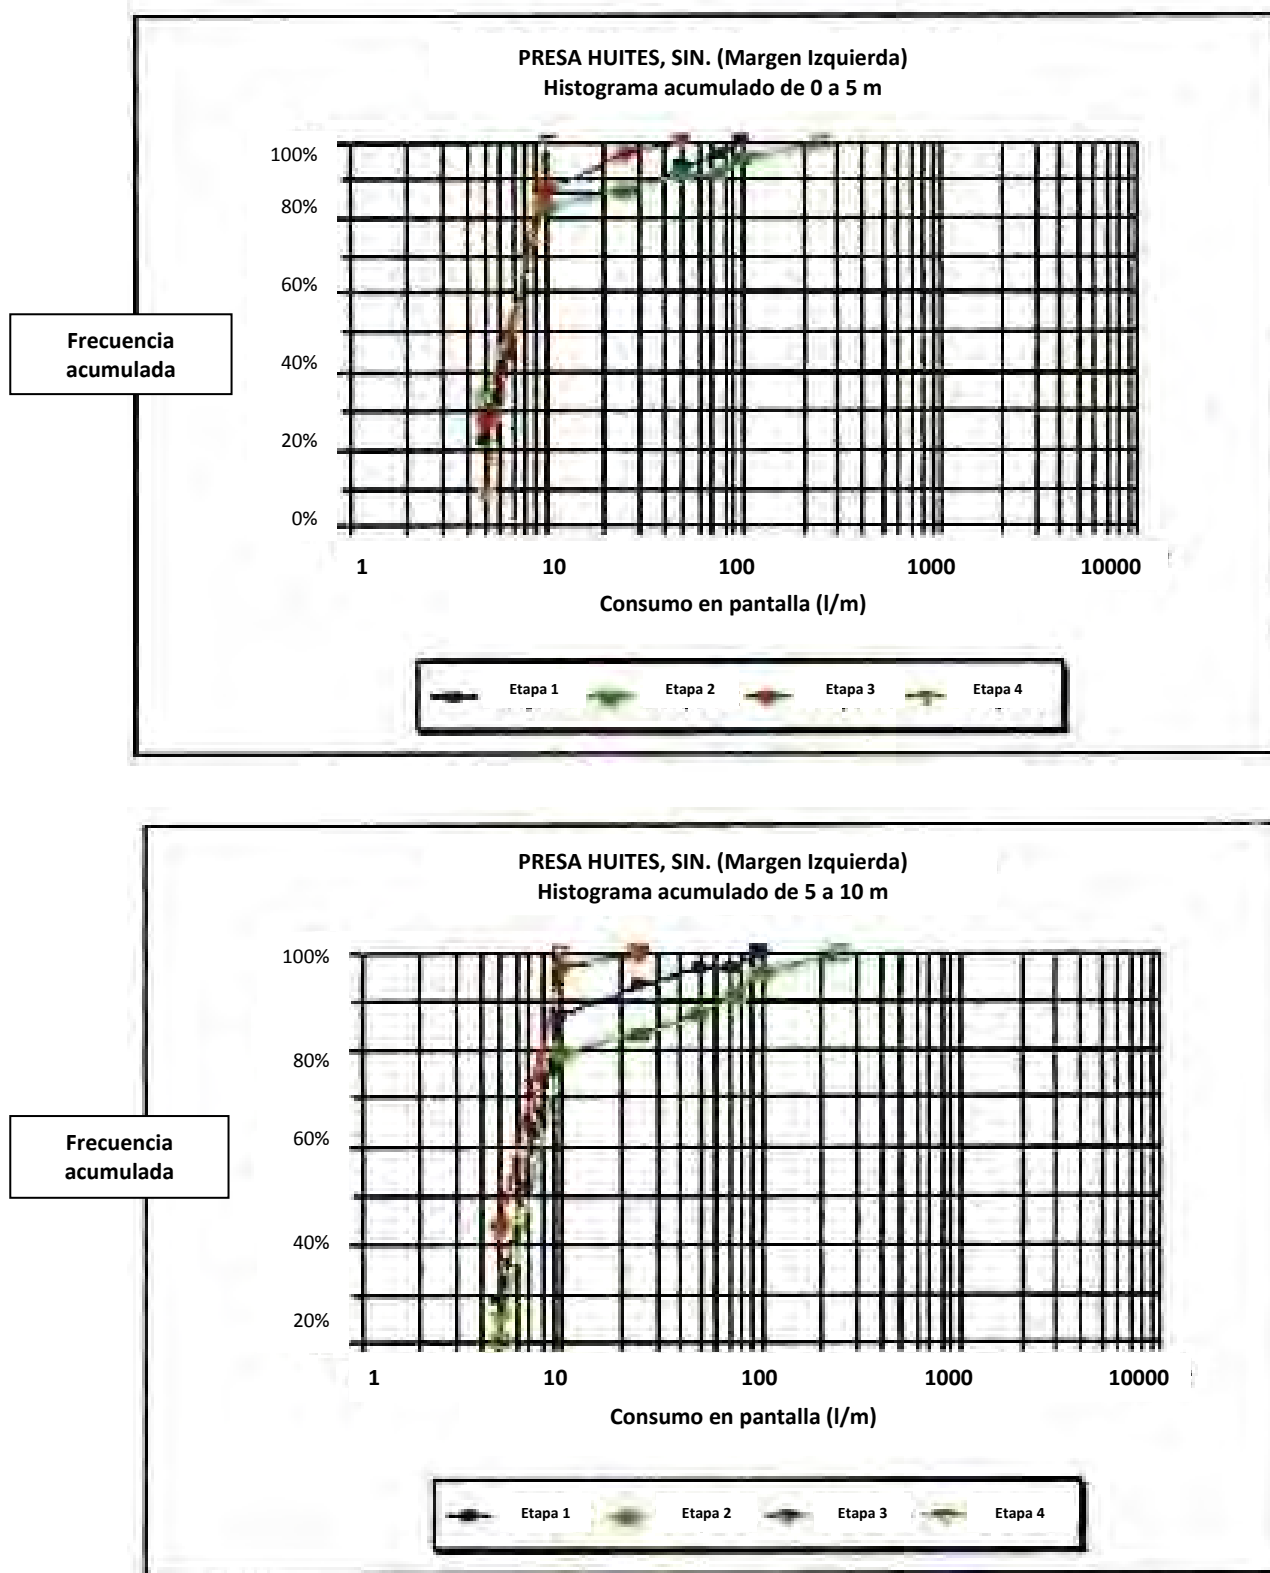 PRESA HUITES, SIN. (Margen Izquierda)
Histograma acumulado de 0 a 5 m
100%
80%
60%
Frecuencia
acumulada
40%
20%
0%
1 10 100 1000 10000
Consumo en pantalla (l/m)
Etapa 1 Etapa 2 Etapa 3 Etapa 4
PRESA HUITES, SIN. (Margen Izquierda)
Histograma acumulado de 5 a 10 m
100%
80%
60%
Frecuencia
acumulada
40%
20%
1 10 100 1000 10000
Consumo en pantalla (l/m)
Etapa 1 Etapa 2 Etapa 3 Etapa 4